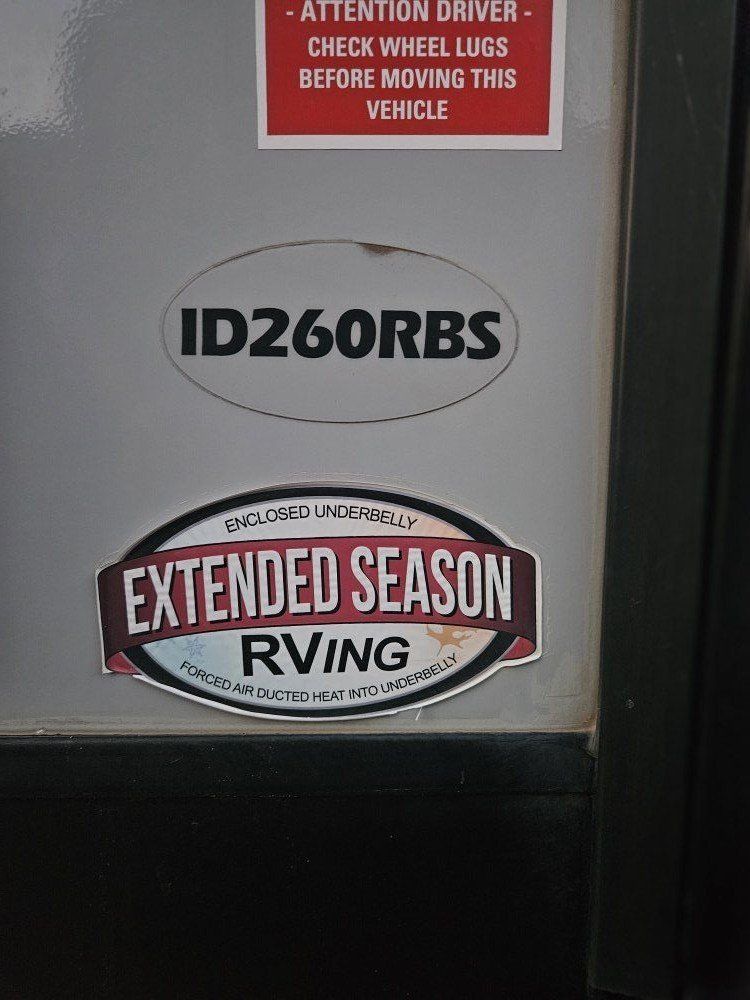 - ATTENTION DRIVER -
CHECK WHEEL LUGS
BEFORE MOVING THIS
VEHICLE
ID260RBS
ENCLOSED UNDERBELLY
EXTENDED SEASON
RVING
FORCED AIR DUCTED HEAT INTO UNDERBELLY